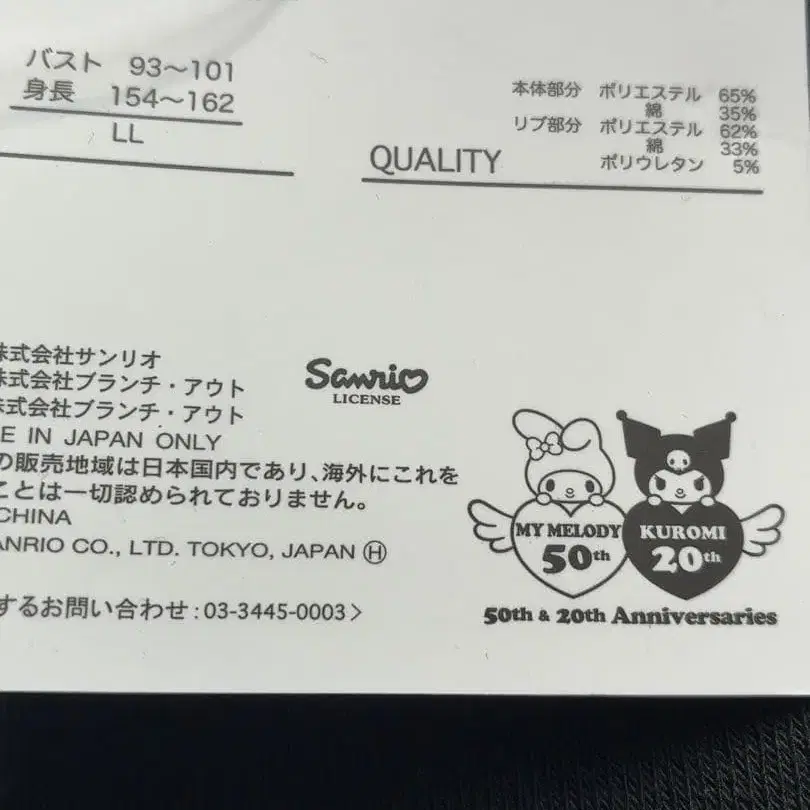 バスト 93～101
身長 154～162
LL
本体部分 ポリエステル 65%
綿 35%
リブ部分 ポリエステル 62%
綿 33%
ポリウレタン 5%
QUALITY
株式会社サンリオ
株式会社ブランチ・アウト
株式会社ブランチ・アウト
E IN JAPAN ONLY
の販売地域は日本国内であり、海外にこれを
ことは一切認められておりません。
CHINA
ANRIO CO., LTD. TOKYO, JAPAN Ⓗ
するお問い合わせ:03-3445-0003>
Sanrio
LICENSE
MY MELODY
50th
KUROMI
20th
50th & 20th Anniversaries